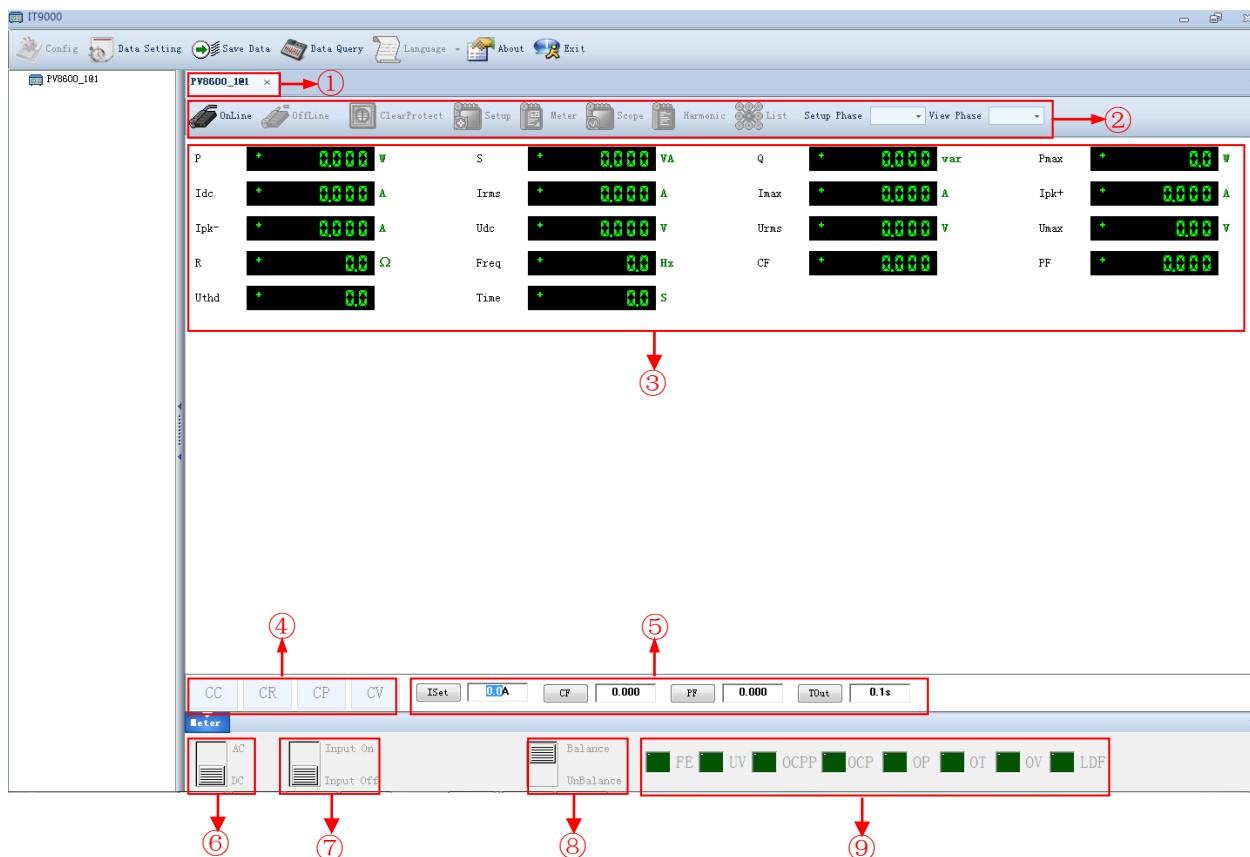 IT9000
Config Data Setting Save Data Data Query Language About Exit
PV8600_1@1
PV8600_1@1 × ①
OnLine OffLine ClearProtect Setup Meter Scope Harmonic List Setup Phase View Phase ②
P + 0.000 W S + 0.000 VA Q + 0.000 var Pmax + 0.0 W
Idc + 0.000 A Irms + 0.000 A Imax + 0.000 A Ipk+ + 0.000 A
Ipk- + 0.000 A Udc + 0.000 V Urms + 0.000 V Umax + 0.00 V
R + 0.0 Ω Freq + 0.0 Hz CF + 0.000 PF + 0.000
Uthd + 0.0 Time + 0.0 S
③
④ ⑤
CC CR CP CV ISet 0.0A CF 0.000 PF 0.000 TOut 0.1s
Meter
AC Input On Balance
FE UV OCPP OCP OP OT OV LDF
DC Input Off UnBalance
⑥ ⑦ ⑧ ⑨